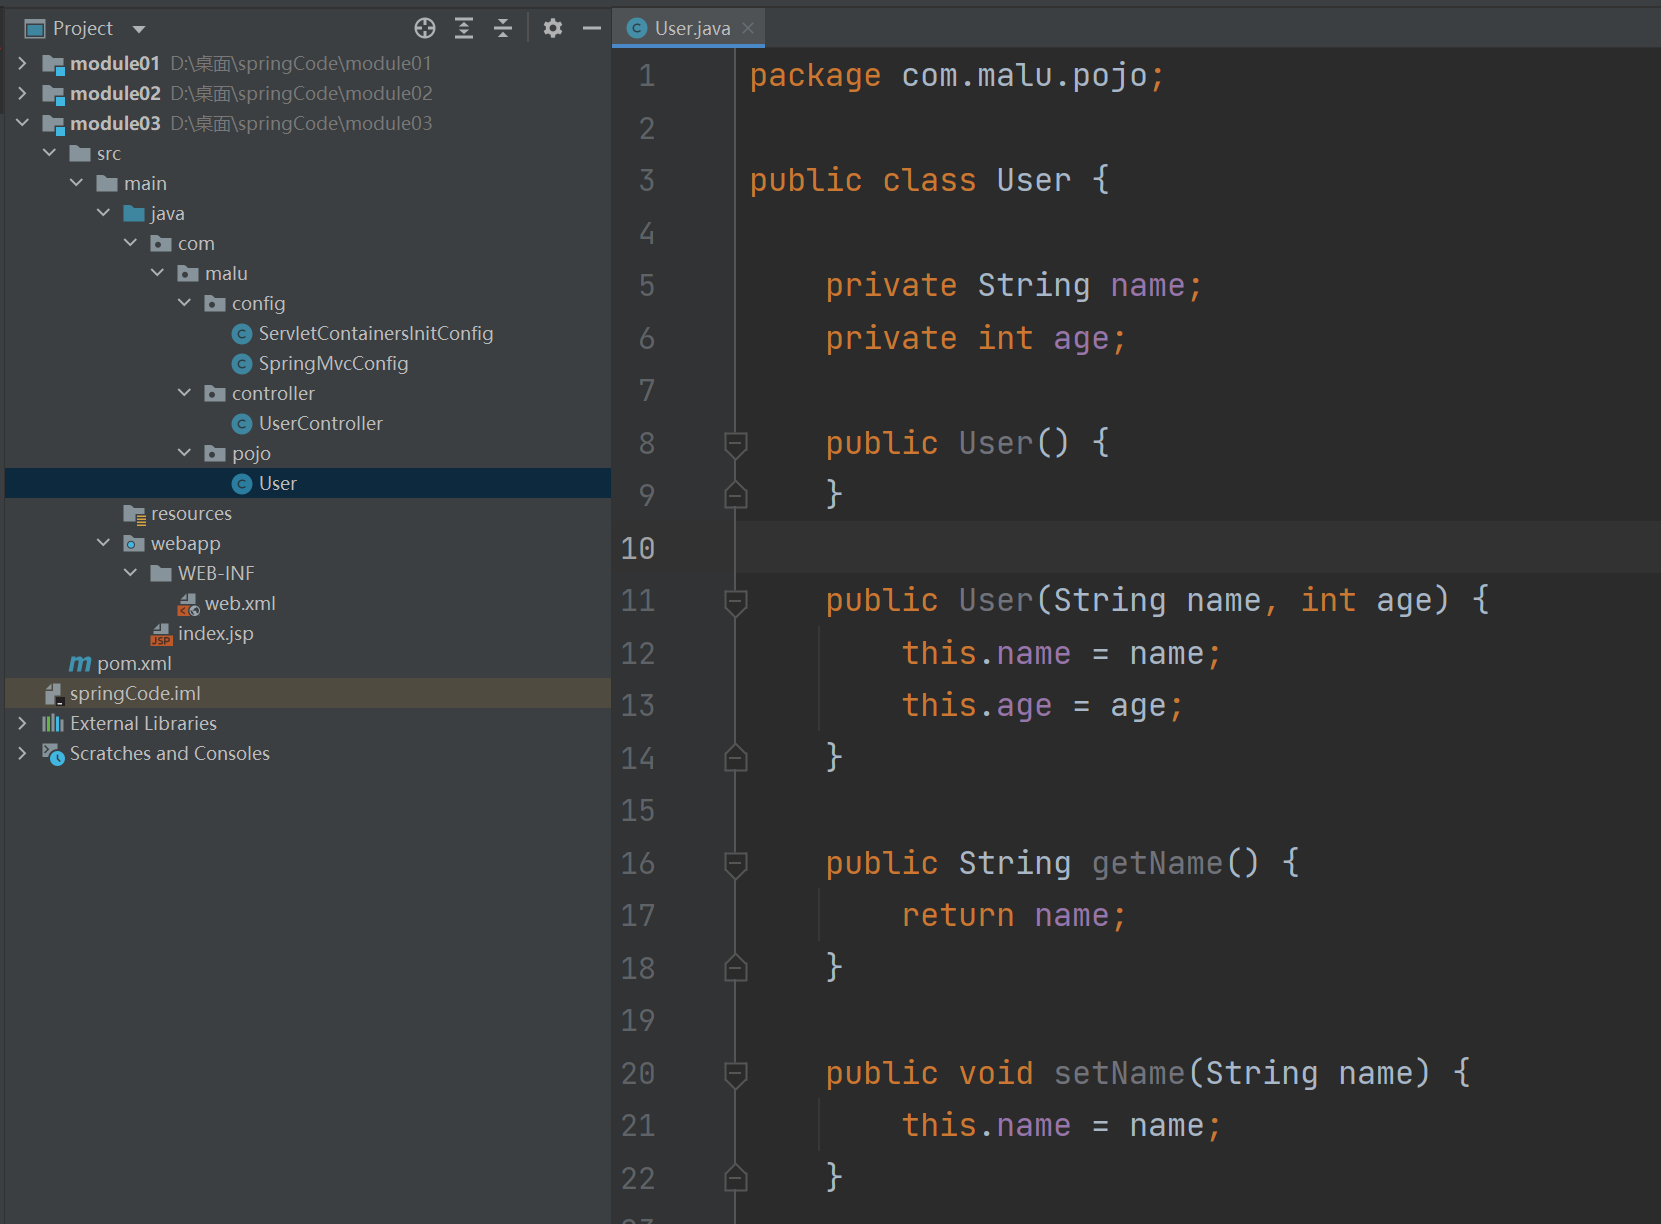 Project
module01 D:\桌面\springCode\module01
module02 D:\桌面\springCode\module02
module03 D:\桌面\springCode\module03
src
main
java
com
malu
config
ServletContainersInitConfig
SpringMvcConfig
controller
UserController
pojo
User
resources
webapp
WEB-INF
web.xml
index.jsp
pom.xml
springCode.iml
External Libraries
Scratches and Consoles
User.java
1 package com.malu.pojo;
2
3 public class User {
4
5 private String name;
6 private int age;
7
8 public User() {
9 }
10
11 public User(String name, int age) {
12 this.name = name;
13 this.age = age;
14 }
15
16 public String getName() {
17 return name;
18 }
19
20 public void setName(String name) {
21 this.name = name;
22 }